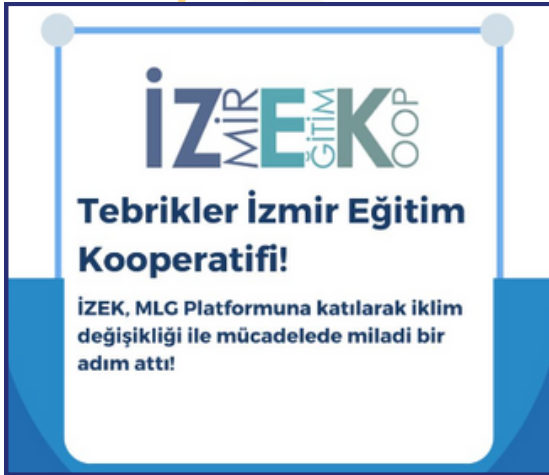 İZMİR EĞİTİM KOOP
Tebrikler İzmir Eğitim
Kooperatifi!
İZEK, MLG Platformuna katılarak iklim
değişikliği ile mücadelede miladi bir
adım attı!